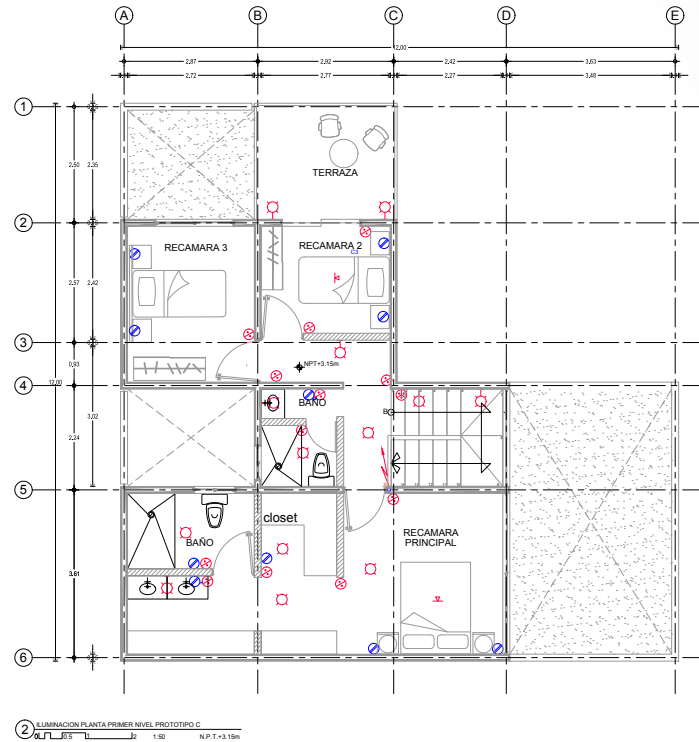 A B C D E
12.00
2.87 2.92 2.42 3.63
2.72 2.77 2.27 3.48
1
2.50 2.35
TERRAZA
2
RECAMARA 3 RECAMARA 2
C3
2.57 2.42
3
0.93
NPT+3.15m
4
12.00
3.02
BAÑO
B
2.24
5
closet
RECAMARA
PRINCIPAL
BAÑO
3.61
6
2
ILUMINACION PLANTA PRIMER NIVEL PROTOTIPO C
0 0.5 1 2 1:50 N.P.T.+3.15m